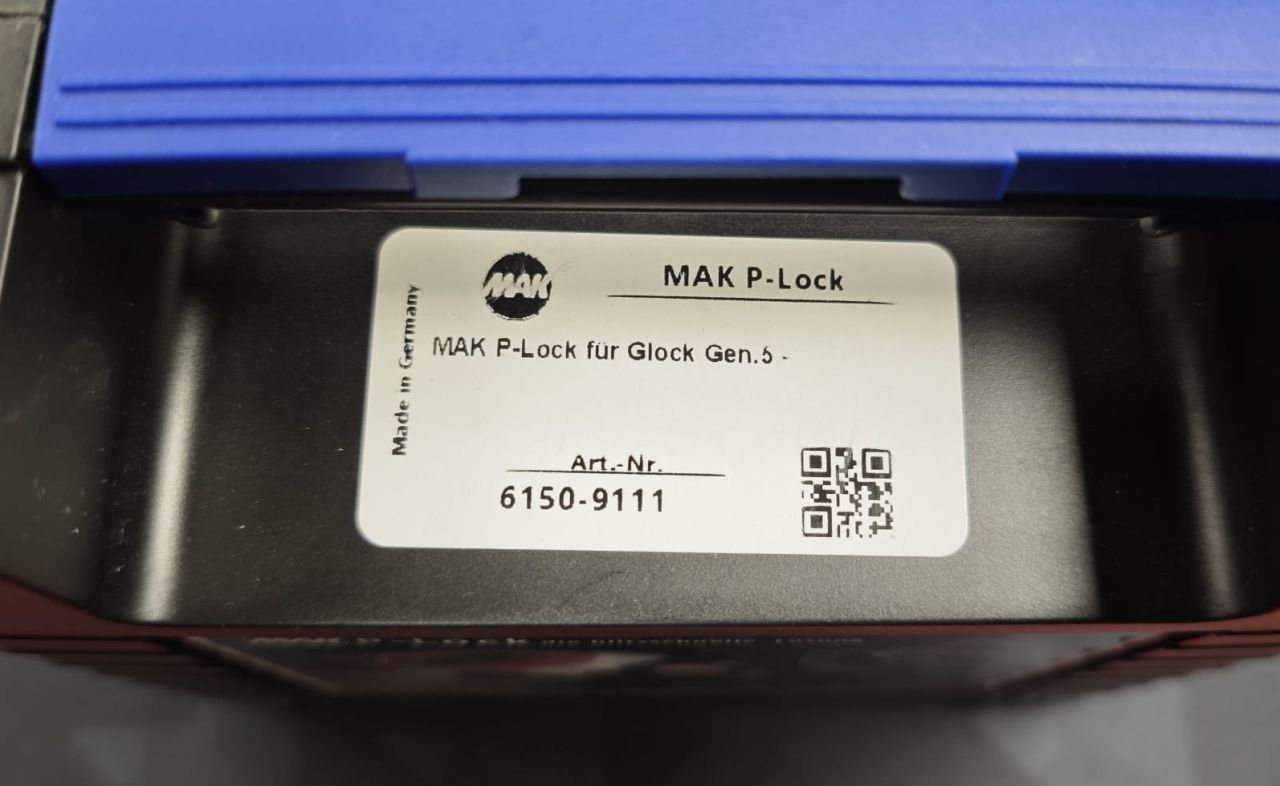 MAK
MAK P-Lock
Made in Germany
MAK P-Lock für Glock Gen.5 -
Art.-Nr.
6150-9111